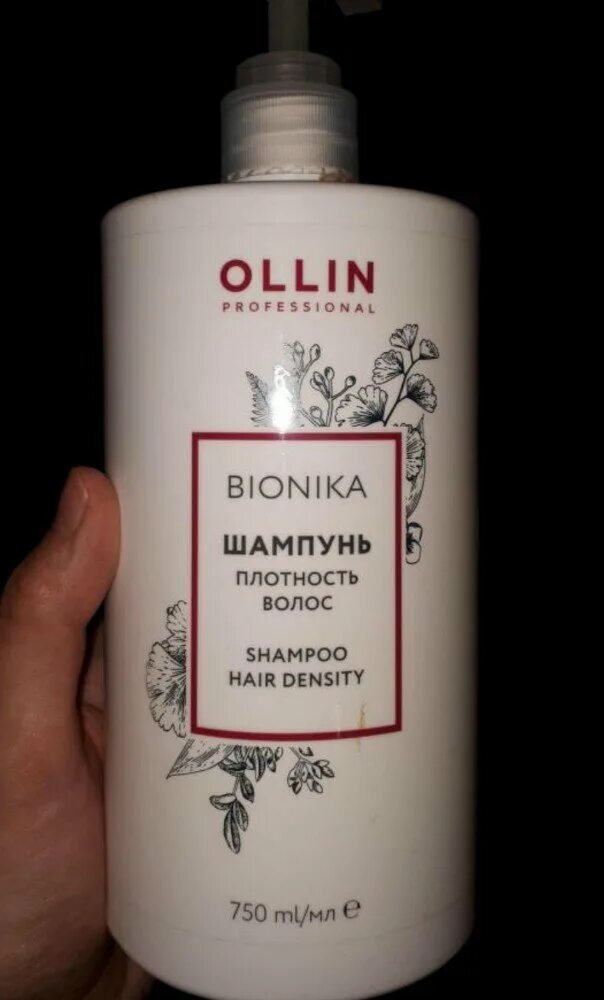 OLLIN
PROFESSIONAL
BIONIKA
ШАМПУНЬ
ПЛОТНОСТЬ
ВОЛОС
SHAMPOO
HAIR DENSITY
750 ml/мл ℮